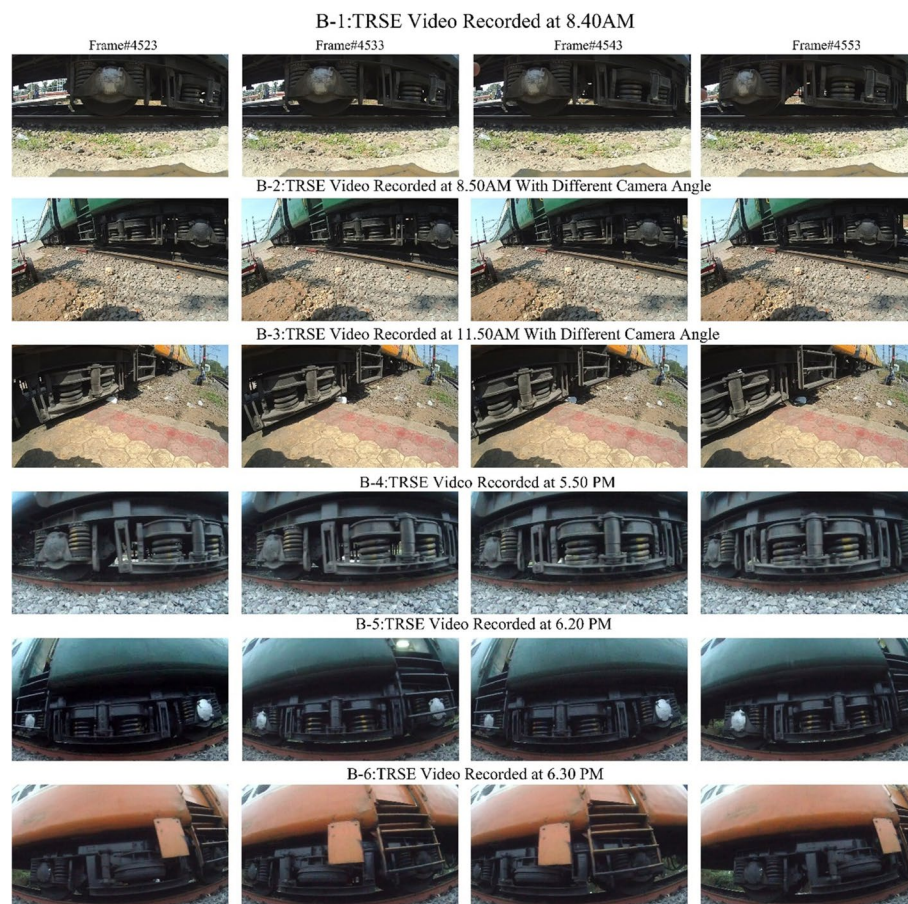 B-1:TRSE Video Recorded at 8.40AM
Frame#4523 Frame#4533 Frame#4543 Frame#4553
B-2:TRSE Video Recorded at 8.50AM With Different Camera Angle
B-3:TRSE Video Recorded at 11.50AM With Different Camera Angle
B-4:TRSE Video Recorded at 5.50 PM
B-5:TRSE Video Recorded at 6.20 PM
B-6:TRSE Video Recorded at 6.30 PM